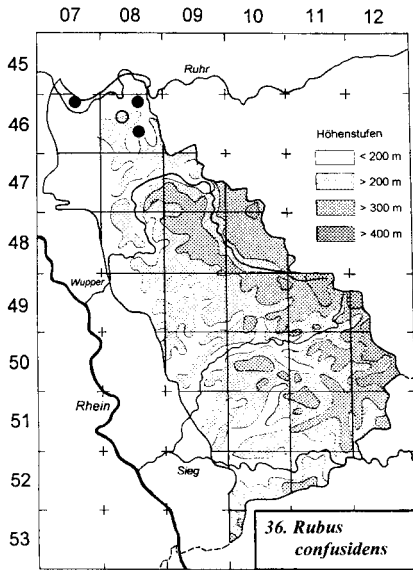 07 08 09 10 11 12
45
46
47
48
49
50
51
52
53
Ruhr
Höhenstufen
< 200 m
> 200 m
> 300 m
> 400 m
Wupper
Rhein
Sieg
36. Rubus
confusidens